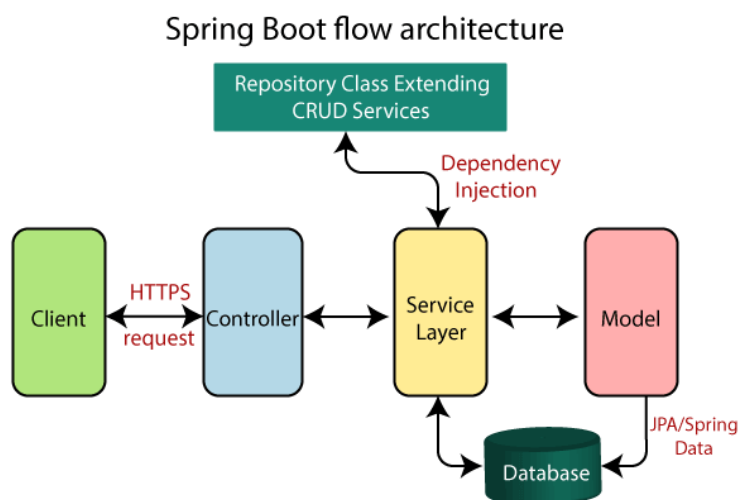 Spring Boot flow architecture
Repository Class Extending
CRUD Services
Dependency
Injection
Client
HTTPS
request
Controller
Service
Layer
Model
JPA/Spring
Data
Database